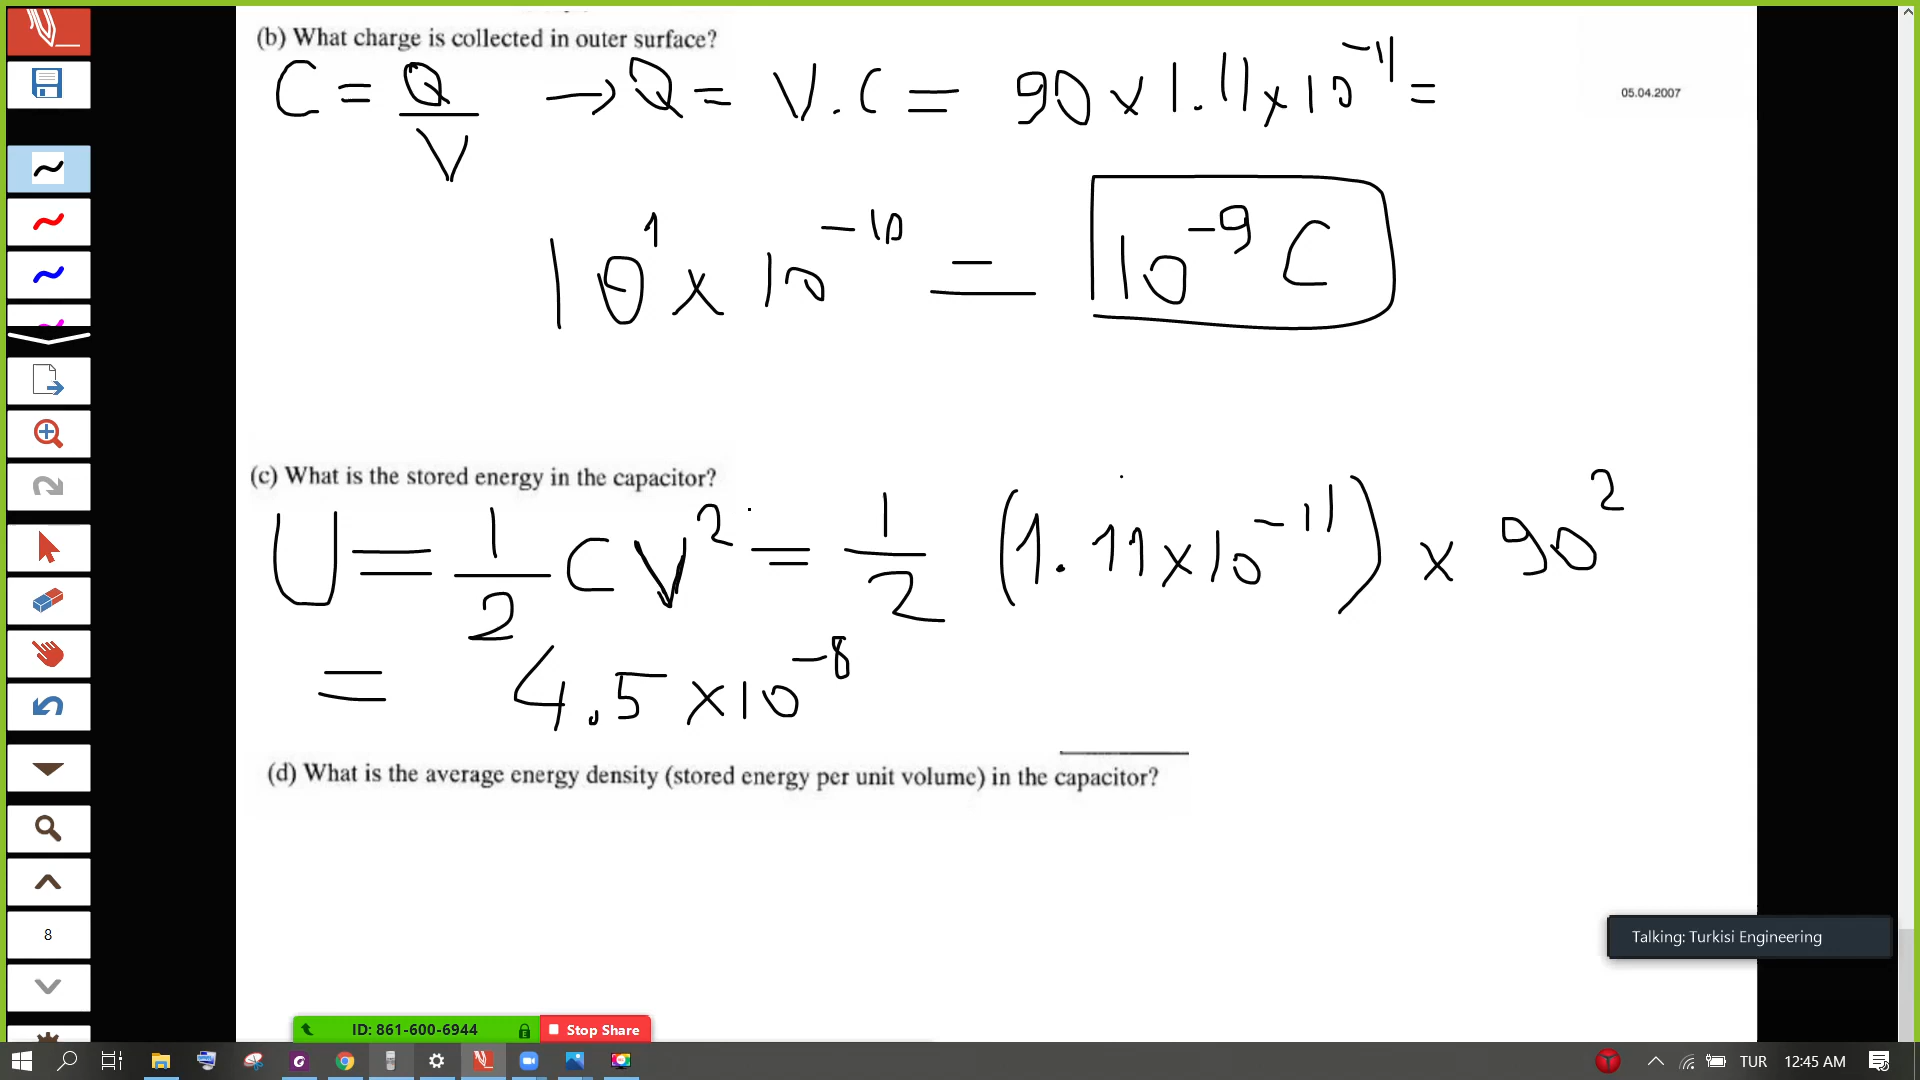 (b) What charge is collected in outer surface?
C = Q/V → Q = V.C = 90 x 1.11 x 10^-11 =
05.04.2007
10^1 x 10^-10 = 10^-9 C
(c) What is the stored energy in the capacitor?
U = 1/2 C V^2 = 1/2 (1.11 x 10^-11) x 90^2
= 4.5 x 10^-8
(d) What is the average energy density (stored energy per unit volume) in the capacitor?
8
Talking: Turkisi Engineering
ID: 861-600-6944 Stop Share
TUR 12:45 AM